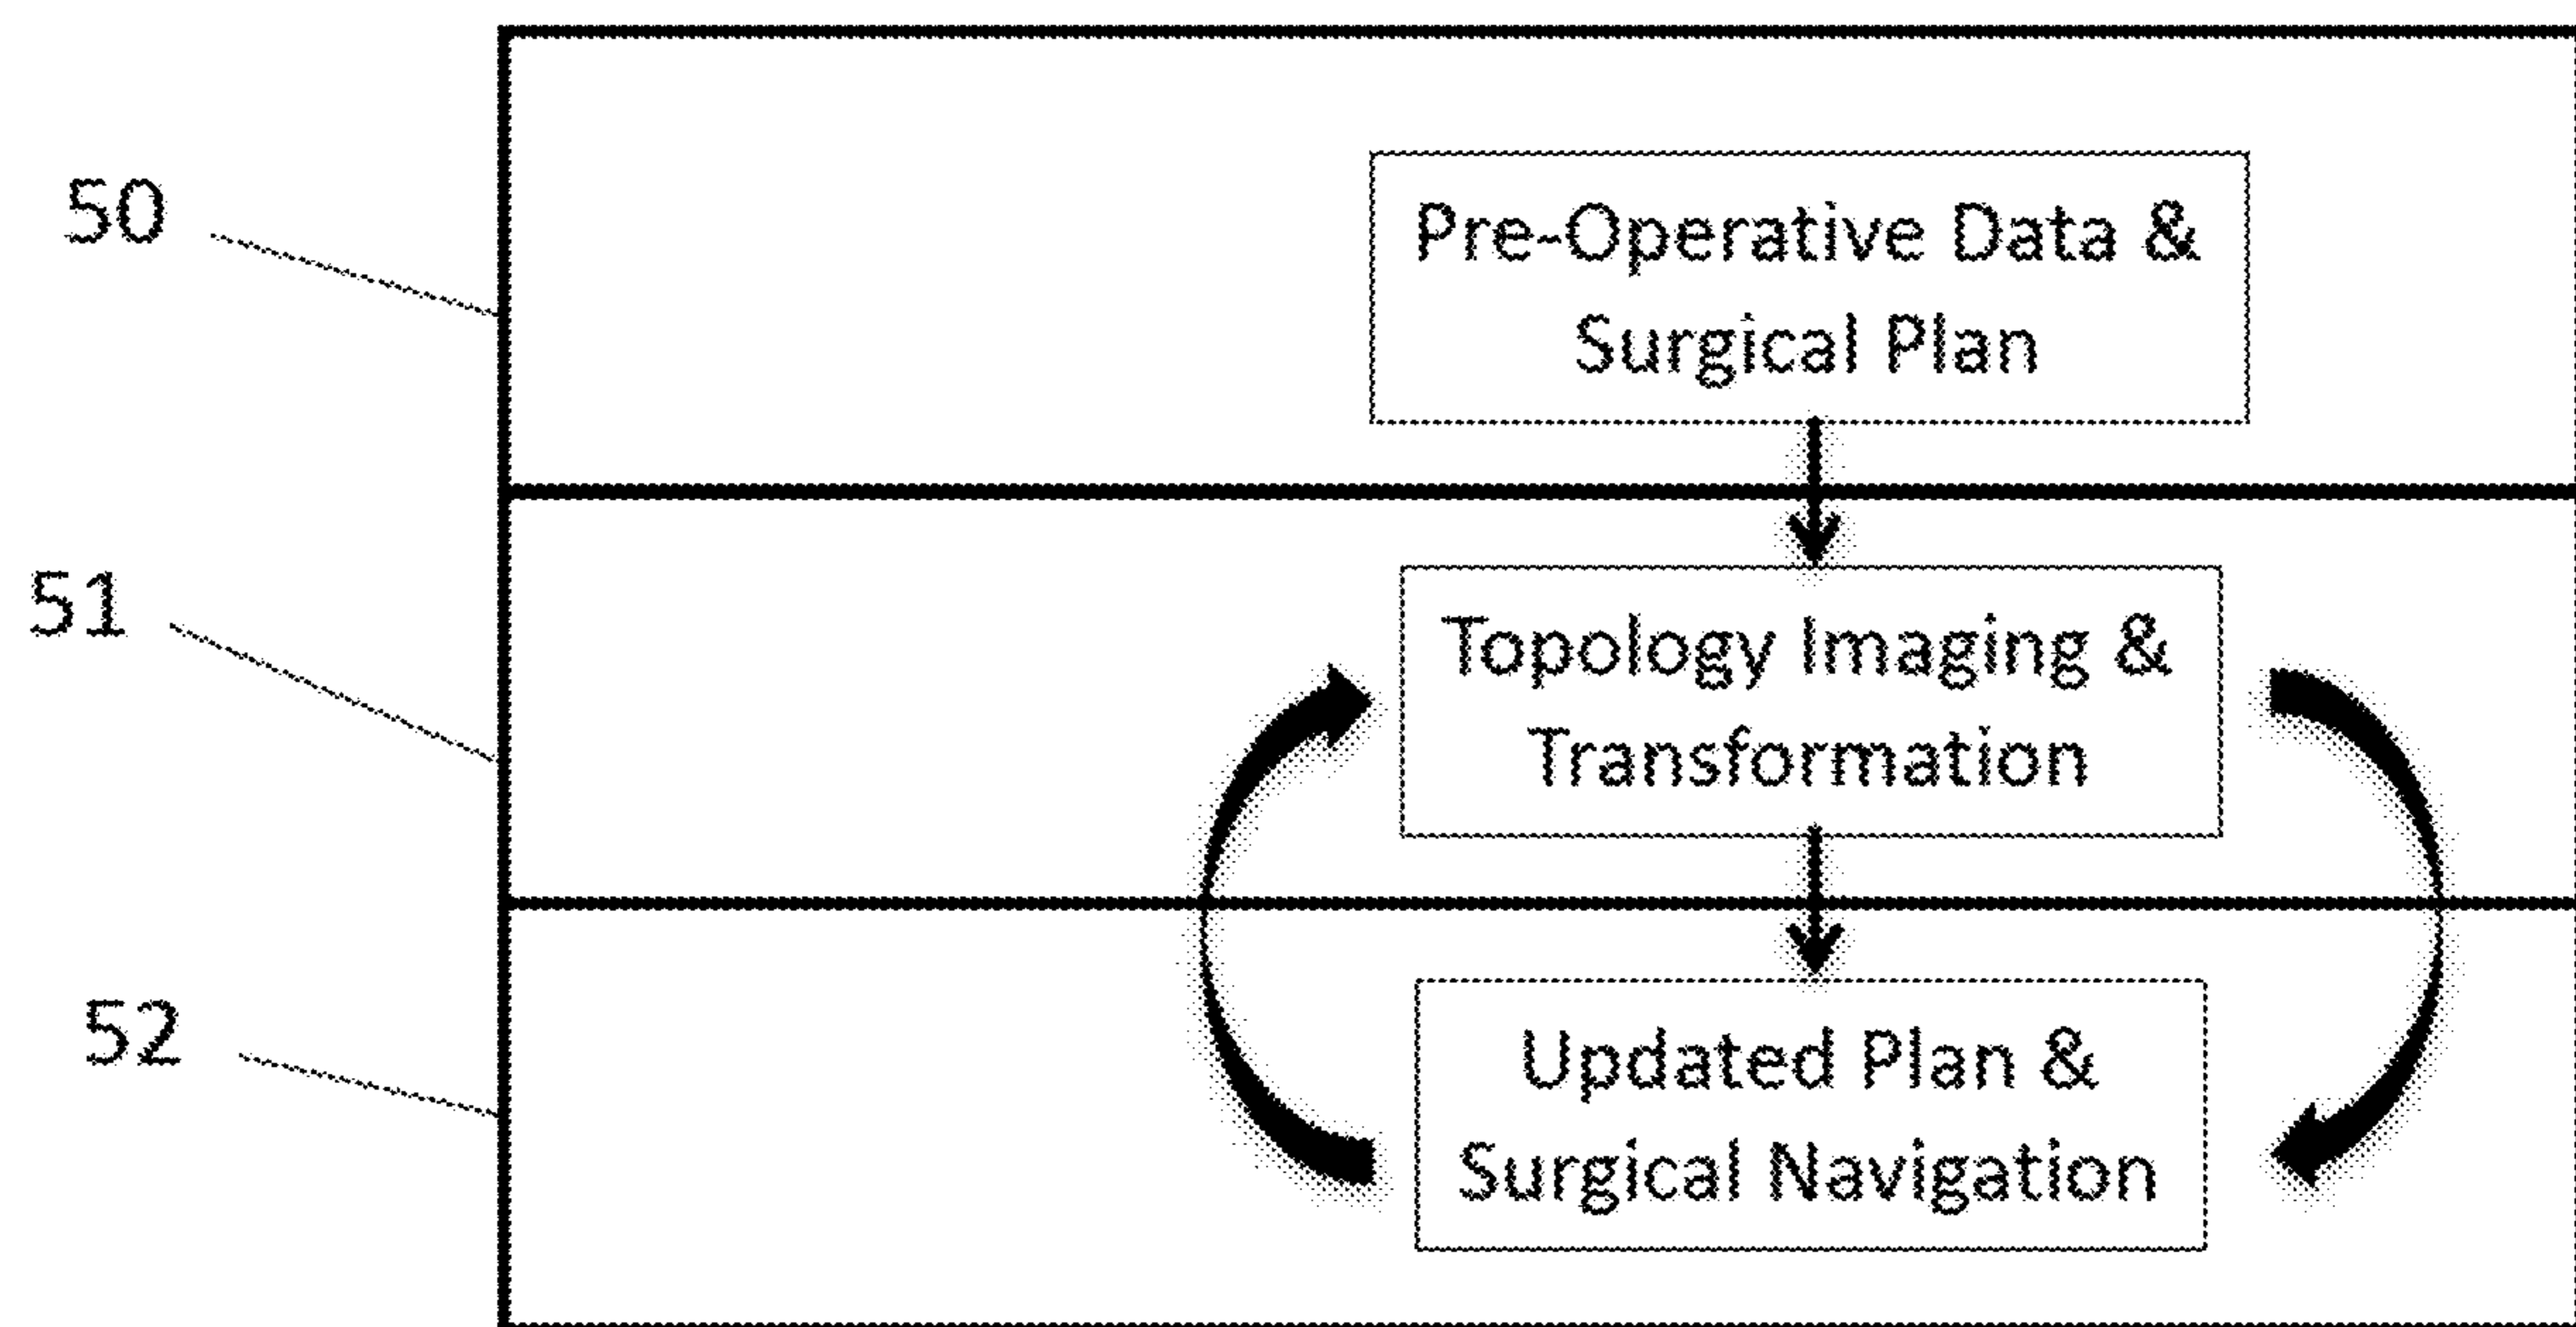 50
Pre-Operative Data &
Surgical Plan
51
Topology Imaging &
Transformation
52
Updated Plan &
Surgical Navigation